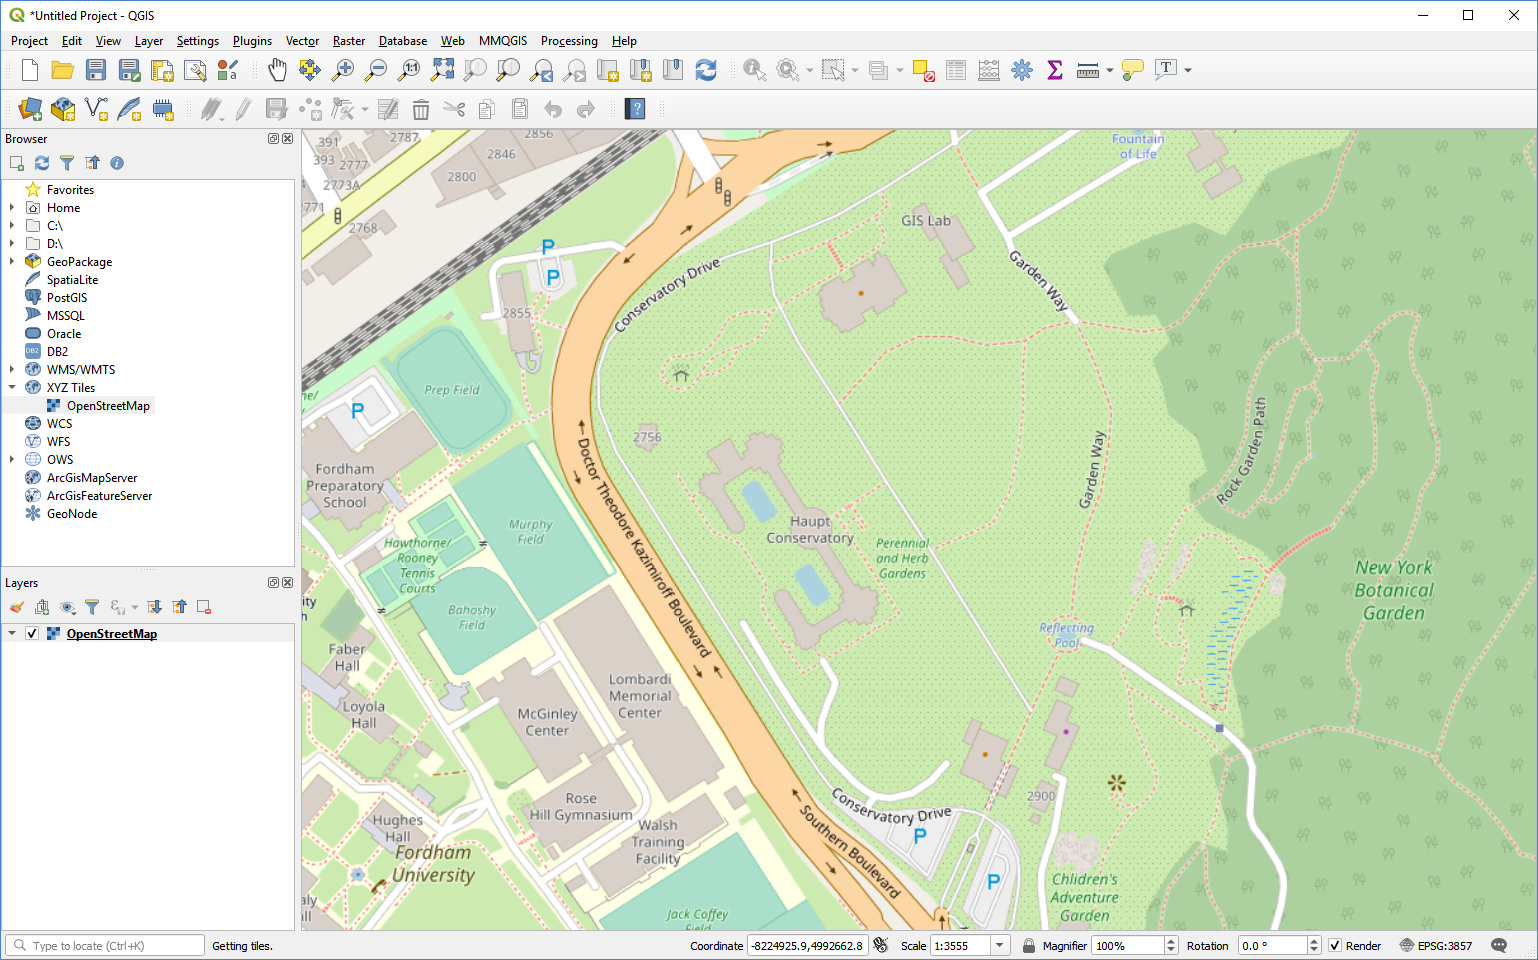 *Untitled Project - QGIS
Project Edit View Layer Settings Plugins Vector Raster Database Web MMQGIS Processing Help
Browser
Favorites
Home
C:\
D:\
GeoPackage
SpatiaLite
PostGIS
MSSQL
Oracle
DB2
DB2
WMS/WMTS
XYZ Tiles
OpenStreetMap
WCS
WFS
OWS
ArcGisMapServer
ArcGisFeatureServer
GeoNode
Layers
OpenStreetMap
391
393
2787
2777
2773A
2771
2768
2800
2846
2856
Fountain
of Life
GIS Lab
Garden Way
Conservatory Drive
P
P
2855
Prep Field
P
Fordham
Preparatory
School
2756
Doctor Theodore Kazimiroff Boulevard
Haupt
Conservatory
Perennial
and Herb
Gardens
Garden Way
Rock Garden Path
New York
Botanical
Garden
Murphy
Field
Hawthorne/
Rooney
Tennis
Courts
Bahoshy
Field
Reflecting
Pool
Faber
Hall
Loyola
Hall
Lombardi
Memorial
Center
McGinley
Center
Rose
Hill Gymnasium
Walsh
Training
Facility
Hughes
Hall
Fordham
University
Jack Coffey
Field
Conservatory Drive
Southern Boulevard
P
P
2900
Chlidren's
Adventure
Garden
Type to locate (Ctrl+K)
Getting tiles.
Coordinate -8224925.9,4992662.8
Scale 1:3555
Magnifier 100%
Rotation 0.0 °
Render
EPSG:3857